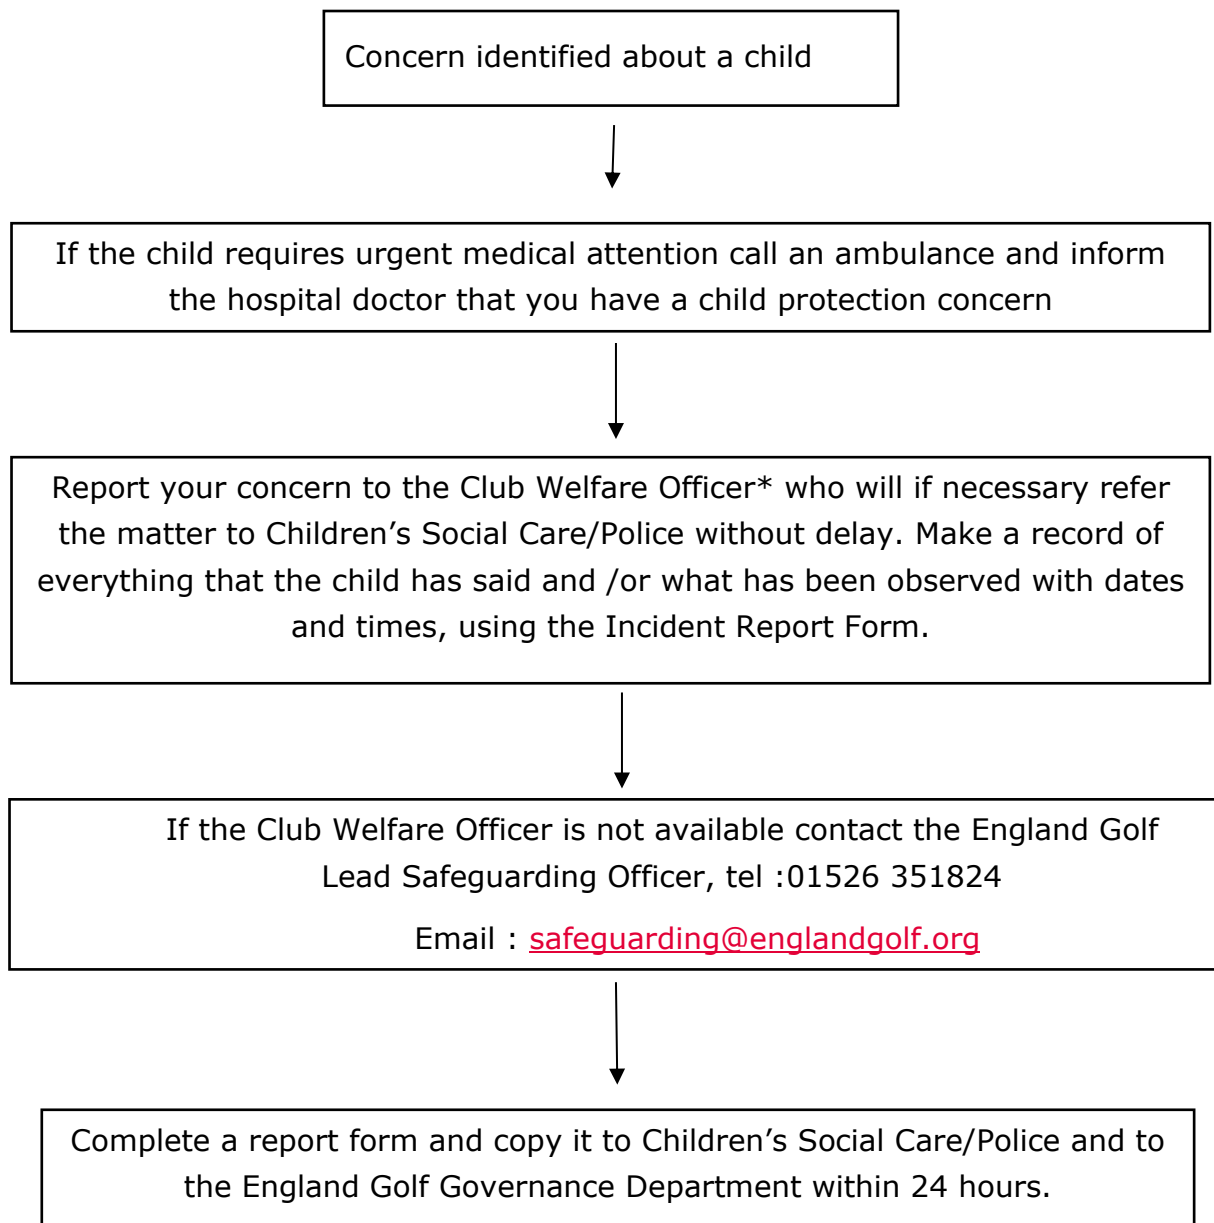 Concern identified about a child
If the child requires urgent medical attention call an ambulance and inform
the hospital doctor that you have a child protection concern
Report your concern to the Club Welfare Officer* who will if necessary refer
the matter to Children’s Social Care/Police without delay. Make a record of
everything that the child has said and /or what has been observed with dates
and times, using the Incident Report Form.
If the Club Welfare Officer is not available contact the England Golf
Lead Safeguarding Officer, tel :01526 351824
Email : safeguarding@englandgolf.org
Complete a report form and copy it to Children’s Social Care/Police and to
the England Golf Governance Department within 24 hours.